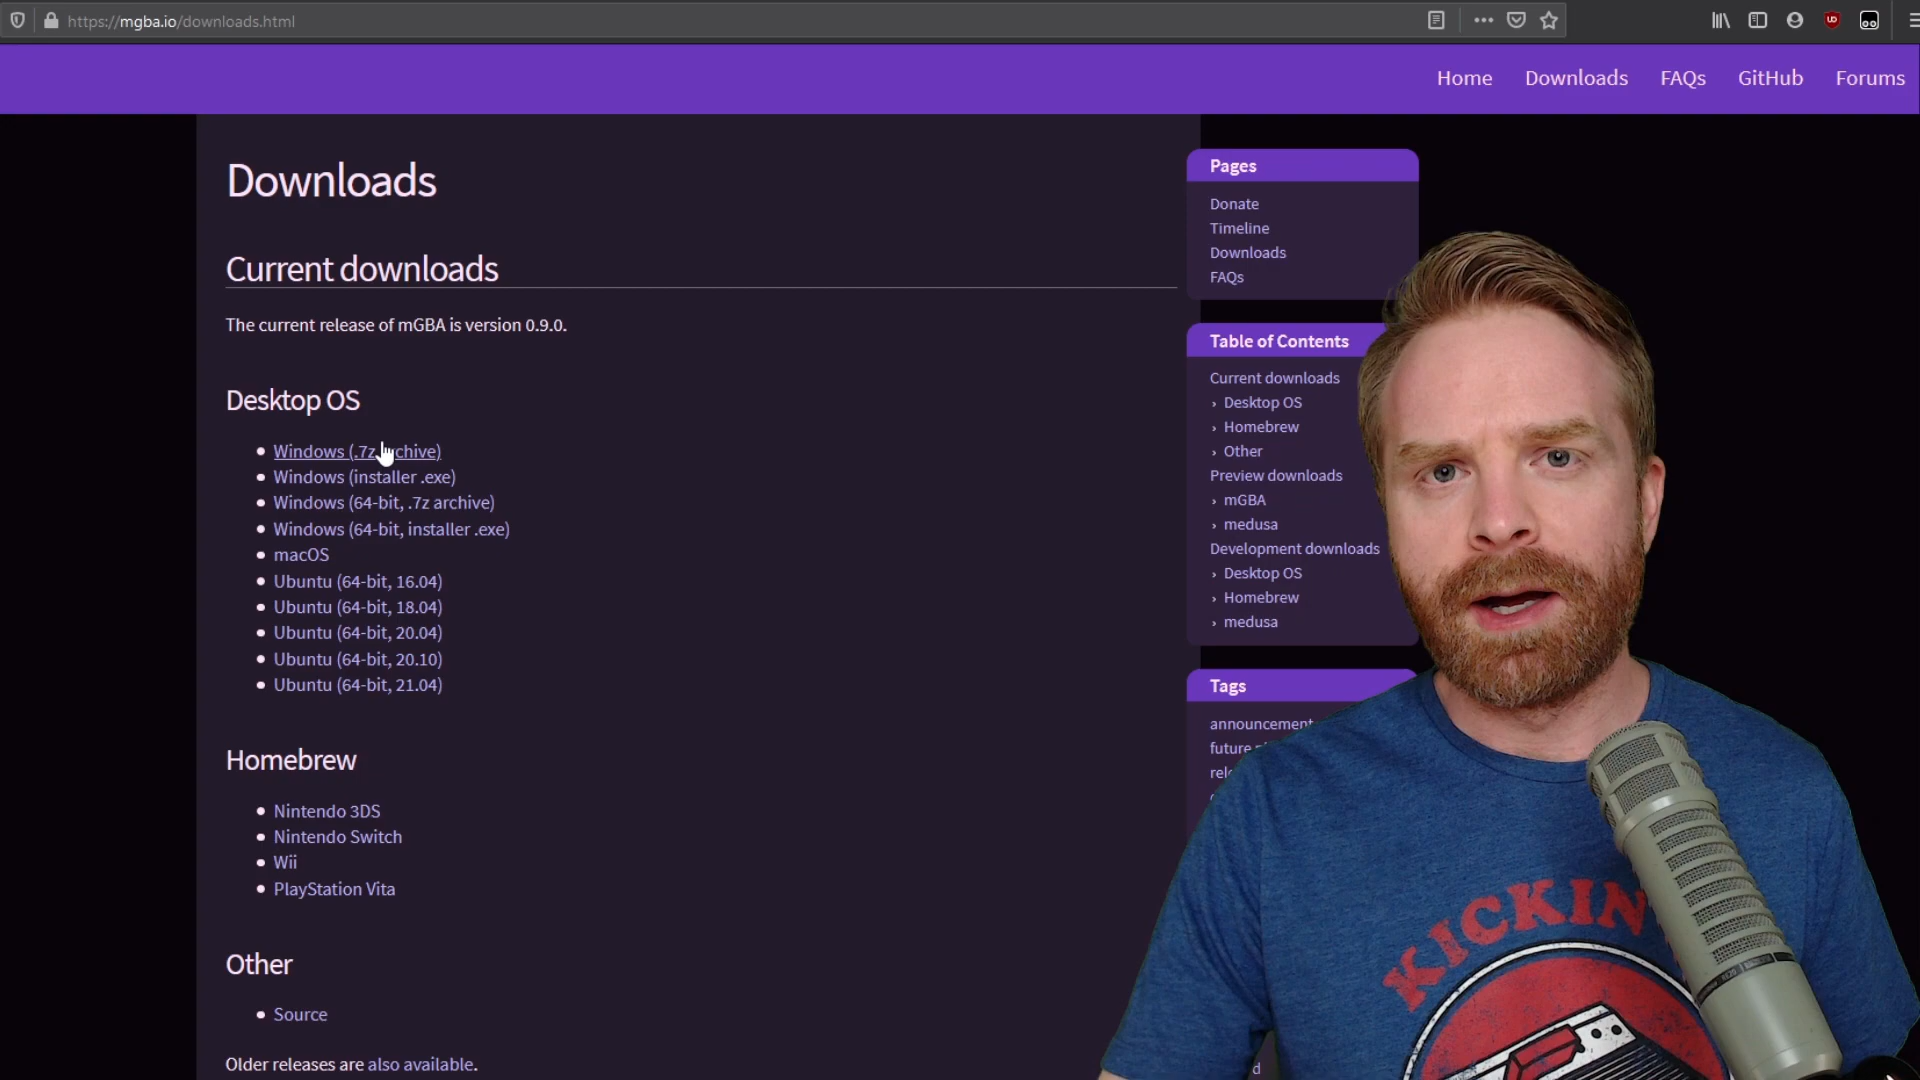 https://mgba.io/downloads.html
Home Downloads FAQs GitHub Forums
Downloads
Current downloads
The current release of mGBA is version 0.9.0.
Desktop OS
Windows (.7z archive)
Windows (installer .exe)
Windows (64-bit, .7z archive)
Windows (64-bit, installer .exe)
macOS
Ubuntu (64-bit, 16.04)
Ubuntu (64-bit, 18.04)
Ubuntu (64-bit, 20.04)
Ubuntu (64-bit, 20.10)
Ubuntu (64-bit, 21.04)
Homebrew
Nintendo 3DS
Nintendo Switch
Wii
PlayStation Vita
Other
Source
Older releases are also available.
Pages
Donate
Timeline
Downloads
FAQs
Table of Contents
Current downloads
› Desktop OS
› Homebrew
› Other
Preview downloads
› mGBA
› medusa
Development downloads
› Desktop OS
› Homebrew
› medusa
Tags
announcement
future
KICKIN